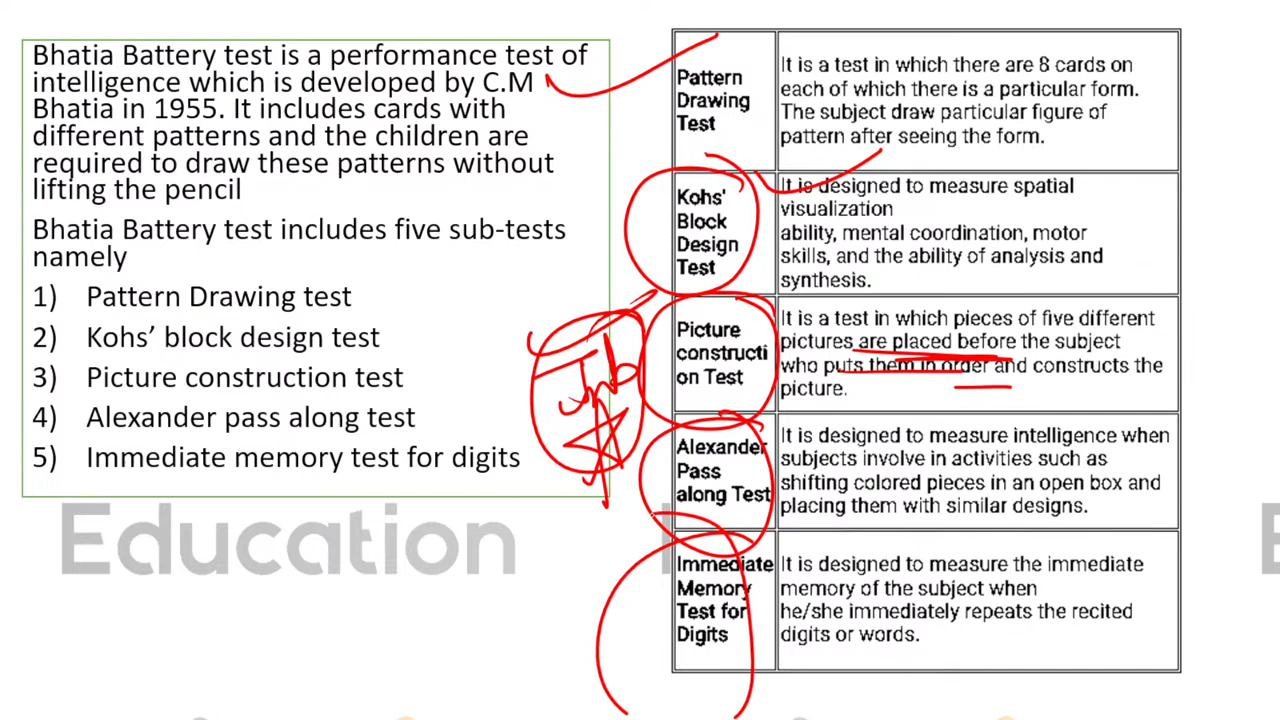 Bhatia Battery test is a performance test of
intelligence which is developed by C.M
Bhatia in 1955. It includes cards with
different patterns and the children are
required to draw these patterns without
lifting the pencil
Bhatia Battery test includes five sub-tests
namely
1) Pattern Drawing test
2) Kohs’ block design test
3) Picture construction test
4) Alexander pass along test
5) Immediate memory test for digits
Pattern
Drawing
Test
It is a test in which there are 8 cards on
each of which there is a particular form.
The subject draw particular figure of
pattern after seeing the form.
Kohs'
Block
Design
Test
It is designed to measure spatial
visualization
ability, mental coordination, motor
skills, and the ability of analysis and
synthesis.
Picture
constructi
on Test
It is a test in which pieces of five different
pictures are placed before the subject
who puts them in order and constructs the
picture.
Alexander
Pass
along Test
It is designed to measure intelligence when
subjects involve in activities such as
shifting colored pieces in an open box and
placing them with similar designs.
Immediate
Memory
Test for
Digits
It is designed to measure the immediate
memory of the subject when
he/she immediately repeats the recited
digits or words.
Education